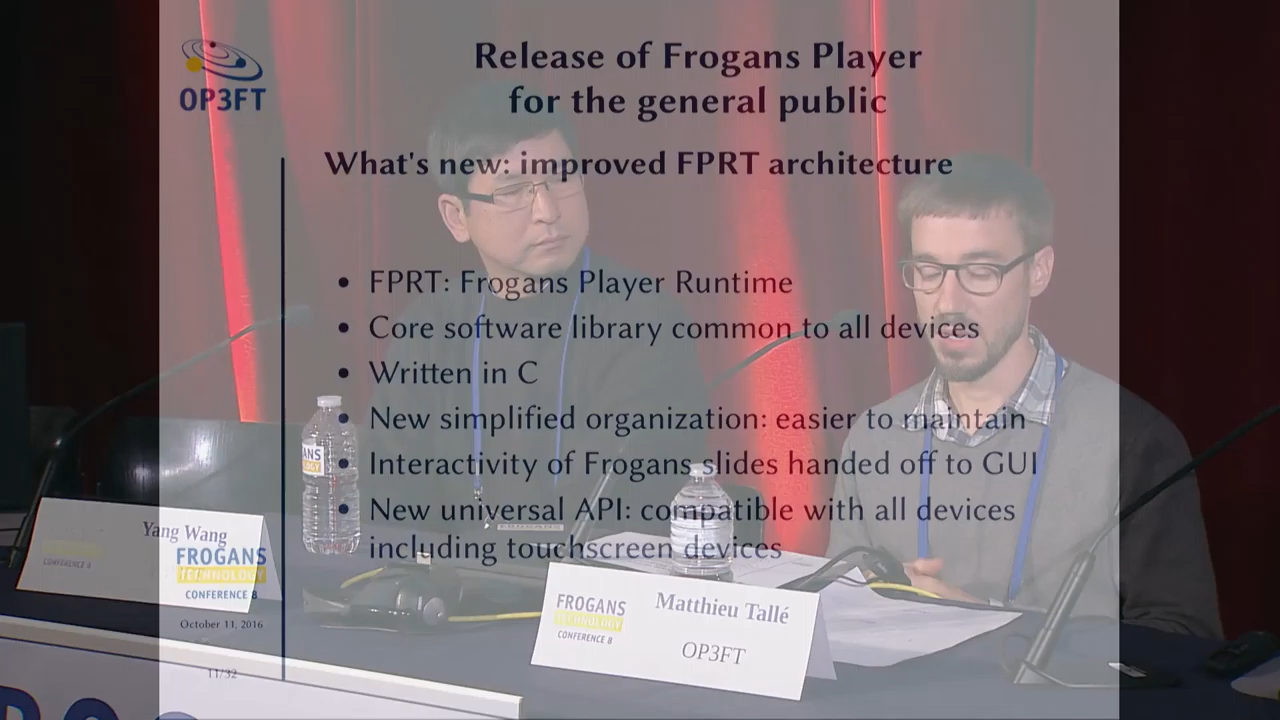 OP3FT
Release of Frogans Player
for the general public
What's new: improved FPRT architecture
• FPRT: Frogans Player Runtime
• Core software library common to all devices
• Written in C
• New simplified organization: easier to maintain
• Interactivity of Frogans slides handed off to GUI
• New universal API: compatible with all devices
including touchscreen devices
FROGANS
TECHNOLOGY
CONFERENCE 8
October 11, 2016
11/32
Yang Wang
CONFERENCE 8
FROGANS
TECHNOLOGY
CONFERENCE 8
Matthieu Tallé
OP3FT